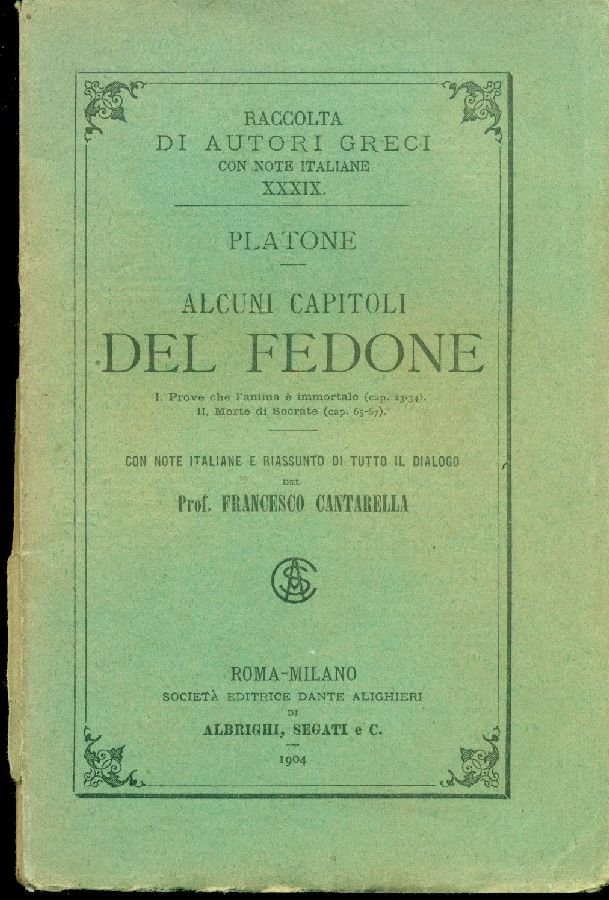 RACCOLTA
DI AUTORI GRECI
CON NOTE ITALIANE
XXXIX.
PLATONE
ALCUNI CAPITOLI
DEL FEDONE
I. Prove che l'anima è immortale (cap. 13-34).
II. Morte di Socrate (cap. 65-67).
CON NOTE ITALIANE E RIASSUNTO DI TUTTO IL DIALOGO
DEL
Prof. FRANCESCO CANTARELLA
ROMA-MILANO
SOCIETÀ EDITRICE DANTE ALIGHIERI
DI
ALBRIGHI, SEGATI e C.
1904